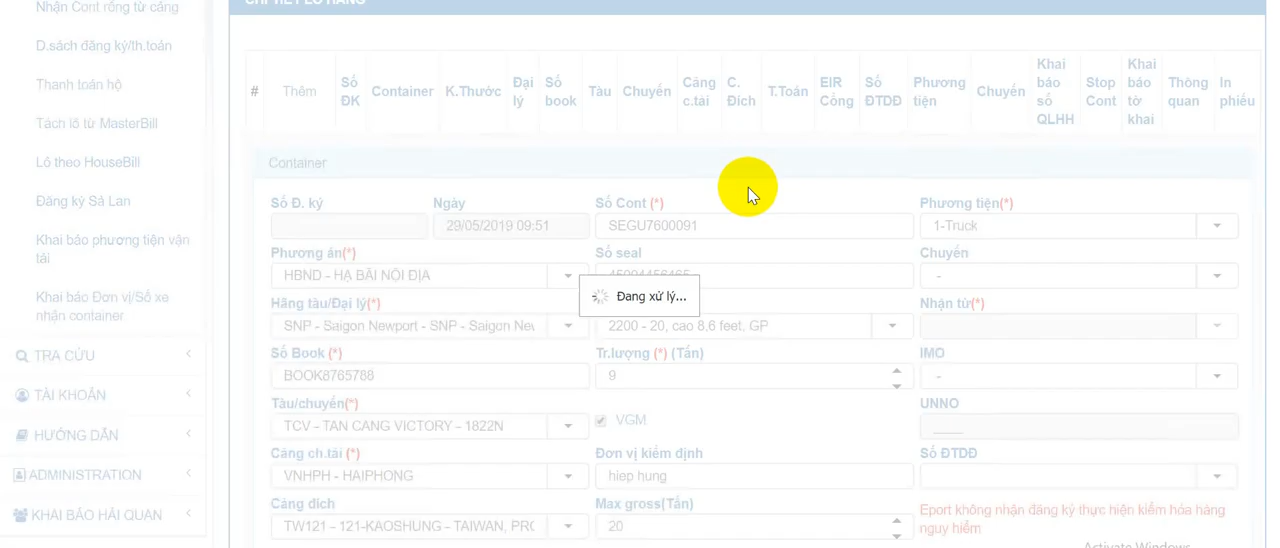 CHI TIẾT LÔ HÀNG
Nhận Cont rỗng từ cảng
D.sách đăng ký/th.toán
Thanh toán hộ
Tách lô từ MasterBill
Lô theo HouseBill
Đăng ký Sà Lan
Khai báo phương tiện vận
tải
Khai báo Đơn vị/Số xe
nhận container
TRA CỨU
TÀI KHOẢN
HƯỚNG DẪN
ADMINISTRATION
KHAI BÁO HẢI QUAN
# Thêm Số ĐK Container K.Thước Đại lý Số book Tàu Chuyến Cảng c.tải C. Đích T.Toán EIR Cổng Số ĐTDĐ Phương tiện Chuyến Khai báo số QLHH Stop Cont Khai báo tờ khai Thông quan In phiếu
Container
Số Đ. ký Ngày Số Cont (*) Phương tiện(*)
29/05/2019 09:51 SEGU7600091 1-Truck
Phương án(*) Số seal Chuyến
HBND - HẠ BÃI NỘI ĐỊA -
Đang xử lý...
Hãng tàu/Đại lý(*) Nhận từ(*)
SNP - Saigon Newport - SNP - Saigon Nev 2200 - 20, cao 8,6 feet, GP
Số Book (*) Tr.lượng (*) (Tấn) IMO
BOOK8765788 9 -
Tàu/chuyến(*) VGM UNNO
TCV - TAN CANG VICTORY - 1822N ____
Cảng ch.tải (*) Đơn vị kiểm định Số ĐTDĐ
VNHPH - HAIPHONG hiep hung
Cảng đích Max gross(Tấn)
TW121 - 121-KAOSHUNG - TAIWAN, PRO 20
Eport không nhận đăng ký thực hiện kiểm hóa hàng
nguy hiểm
Activate Windows